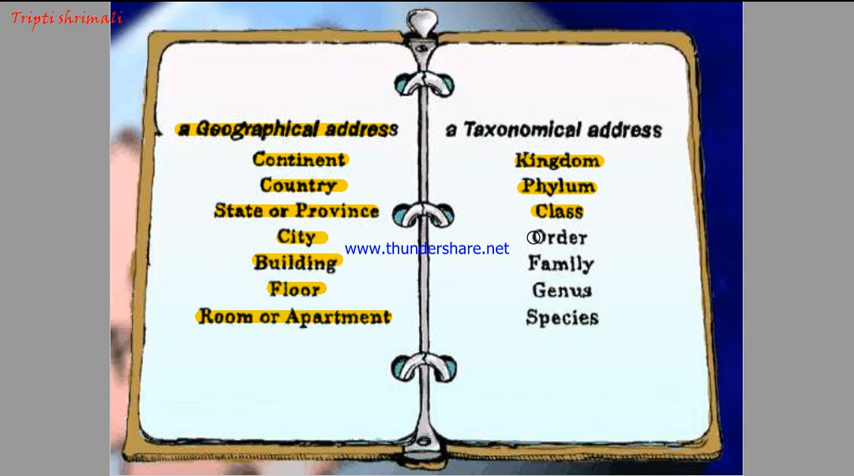 Tripti shrimali
a Geographical address
Continent
Country
State or Province
City
Building
Floor
Room or Apartment
www.thundershare.net
a Taxonomical address
Kingdom
Phylum
Class
Order
Family
Genus
Species